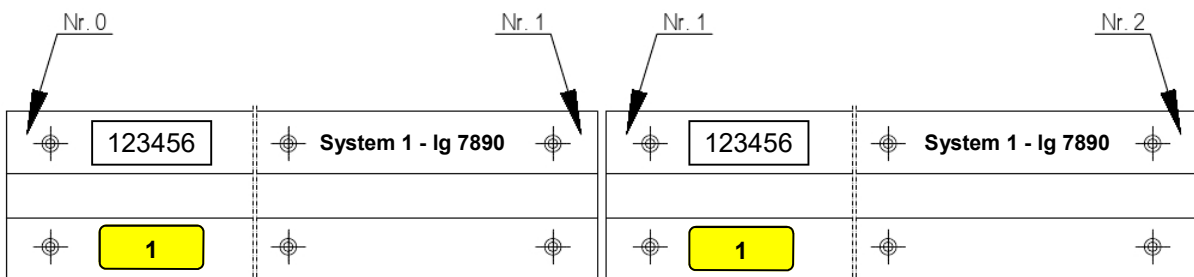 Nr. 0 Nr. 1 Nr. 1 Nr. 2
123456 System 1 - lg 7890 123456 System 1 - lg 7890
1 1